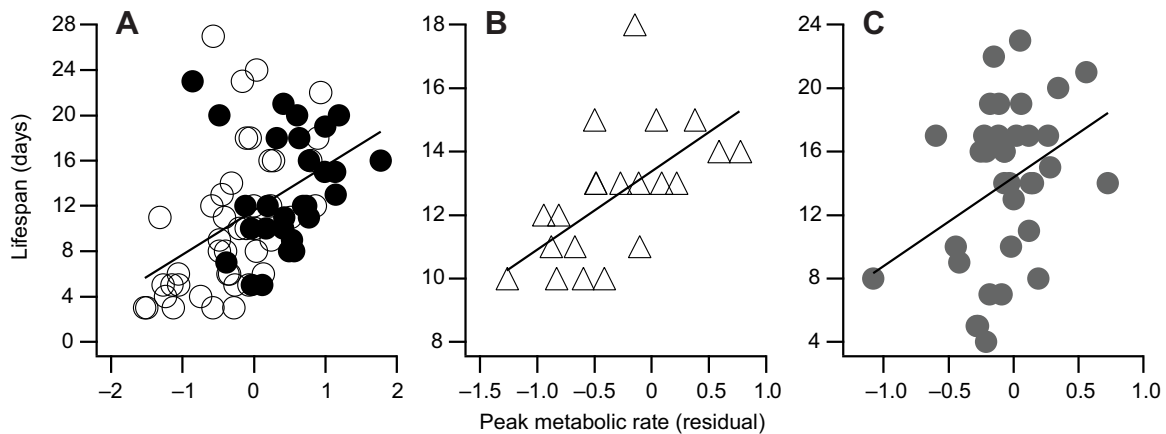 A
B
C
28
24
20
16
12
8
4
0
18
16
14
12
10
8
24
20
16
12
8
4
Lifespan (days)
–2 –1 0 1 2
–1.5 –1.0 –0.5 0 0.5 1.0
–1.0 –0.5 0 0.5 1.0
Peak metabolic rate (residual)